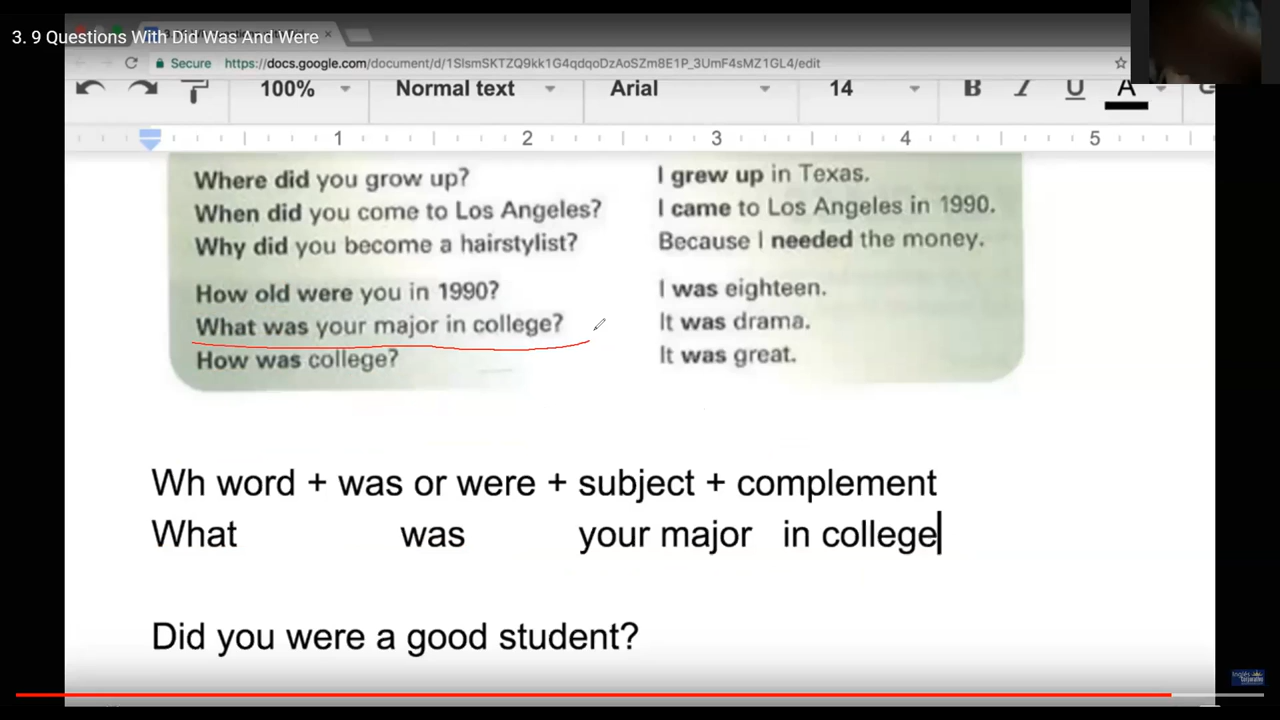 3. 9 Questions With Did Was And Were
Secure https://docs.google.com/document/d/1SlsmSKTZQ9kk1G4qdqoDzAoSZm8E1P_3UmF4sMZ1GL4/edit
100% Normal text Arial 14 B I U A
1 2 3 4 5
Where did you grow up? I grew up in Texas.
When did you come to Los Angeles? I came to Los Angeles in 1990.
Why did you become a hairstylist? Because I needed the money.
How old were you in 1990? I was eighteen.
What was your major in college? It was drama.
How was college? It was great.
Wh word + was or were + subject + complement
What was your major in college
Did you were a good student?
Inglés